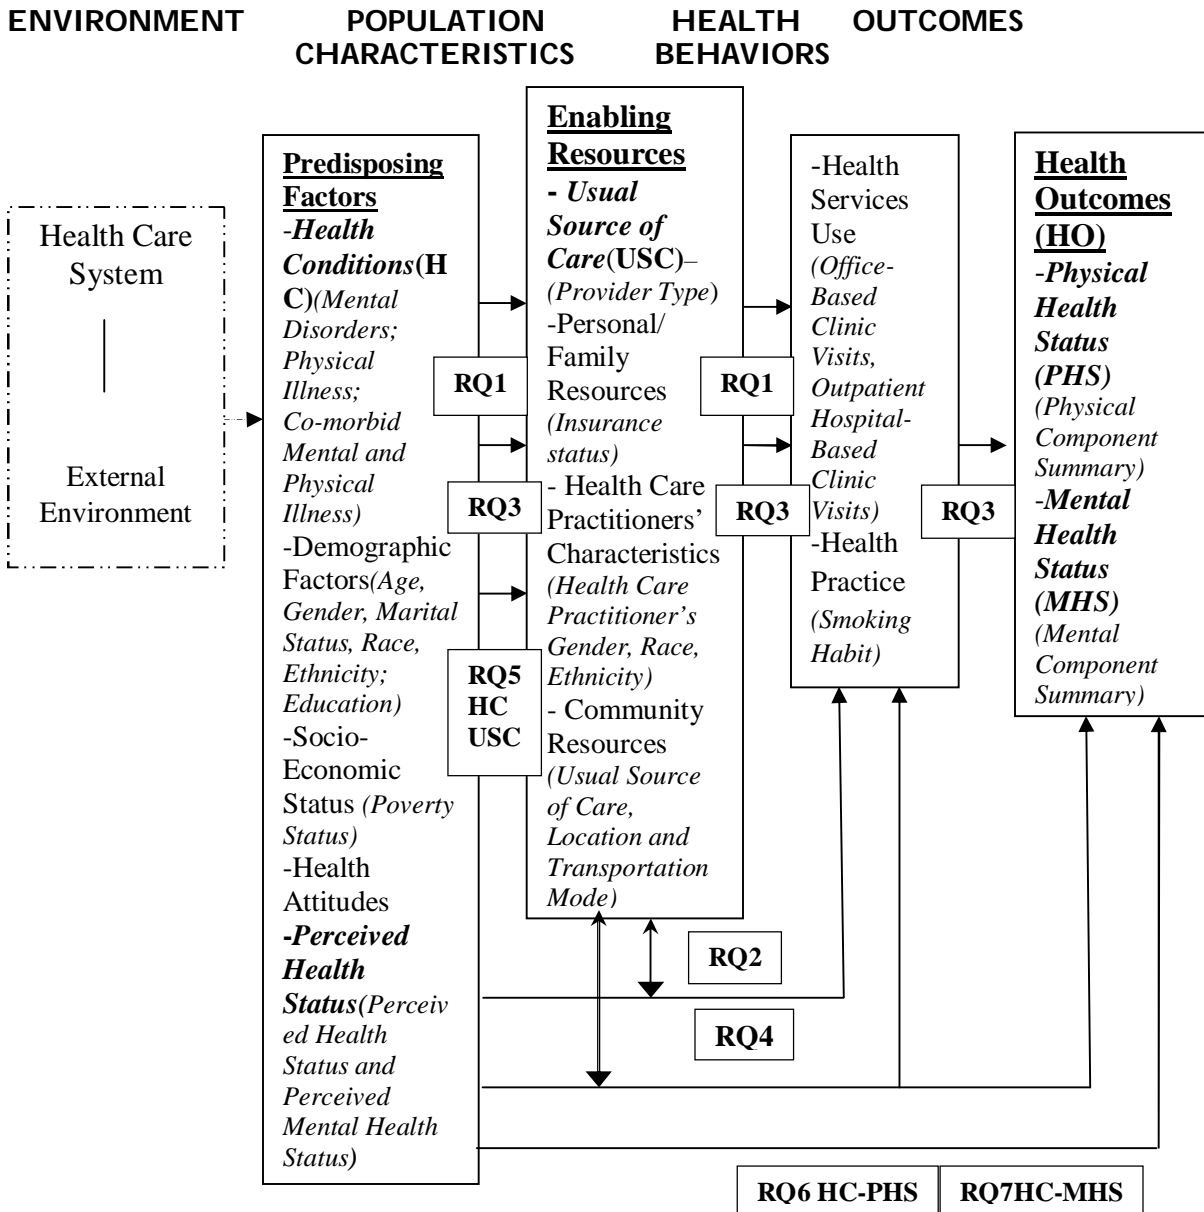 ENVIRONMENT POPULATION HEALTH OUTCOMES
CHARACTERISTICS BEHAVIORS
Health Care
System
External
Environment
Predisposing
Factors
-Health
Conditions(H
C)(Mental
Disorders;
Physical
Illness;
Co-morbid
Mental and
Physical
Illness)
-Demographic
Factors(Age,
Gender, Marital
Status, Race,
Ethnicity;
Education)
-Socio-
Economic
Status (Poverty
Status)
-Health
Attitudes
-Perceived
Health
Status(Perceiv
ed Health
Status and
Perceived
Mental Health
Status)
RQ1
RQ3
RQ5
HC
USC
Enabling
Resources
- Usual
Source of
Care(USC)–
(Provider Type)
-Personal/
Family
Resources
(Insurance
status)
- Health Care
Practitioners’
Characteristics
(Health Care
Practitioner's
Gender, Race,
Ethnicity)
- Community
Resources
(Usual Source
of Care,
Location and
Transportation
Mode)
RQ1
RQ3
RQ2
RQ4
-Health
Services
Use
(Office-
Based
Clinic
Visits,
Outpatient
Hospital-
Based
Clinic
Visits)
-Health
Practice
(Smoking
Habit)
RQ3
Health
Outcomes
(HO)
-Physical
Health
Status
(PHS)
(Physical
Component
Summary)
-Mental
Health
Status
(MHS)
(Mental
Component
Summary)
RQ6 HC-PHS
RQ7HC-MHS